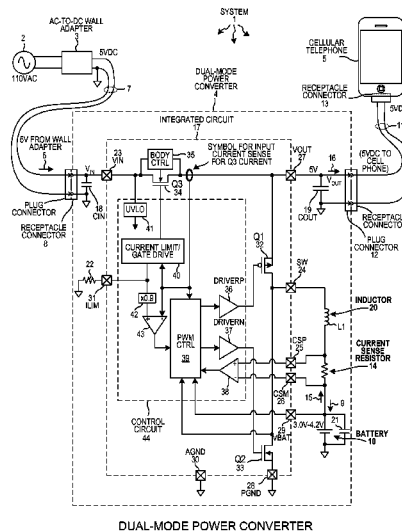 SYSTEM
1
AC-TO-DC WALL
ADAPTER
3
2
5VDC
110VAC
7
DUAL-MODE
POWER
CONVERTER
4
CELLULAR
TELEPHONE
5
RECEPTACLE
CONNECTOR
13
11
INTEGRATED CIRCUIT
17
5V FROM WALL
ADAPTER
6
VIN
23
VIN
BODY
CTRL
35
SYMBOL FOR INPUT
CURRENT SENSE
FOR Q3 CURRENT
VOUT
27
5V
16
VOUT
(5VDC TO
CELL
PHONE)
18
CIN
Q3
34
UVLO
41
19
COUT
PLUG
CONNECTOR
RECEPTACLE
CONNECTOR
8
RECEPTACLE
CONNECTOR
PLUG
CONNECTOR
12
CURRENT LIMIT/
GATE DRIVE
40
Q1
32
SW
24
22
31
ILIM
x0.9
42
43
DRIVERP
36
DRIVERN
37
PWM
CTRL
39
38
INDUCTOR
20
L1
CSP
25
CSM
26
CURRENT
SENSE
RESISTOR
14
15
9
CONTROL
CIRCUIT
44
29
VBAT
3.0V-4.2V
21
BATTERY
10
AGND
30
Q2
33
28
PGND
DUAL-MODE POWER CONVERTER